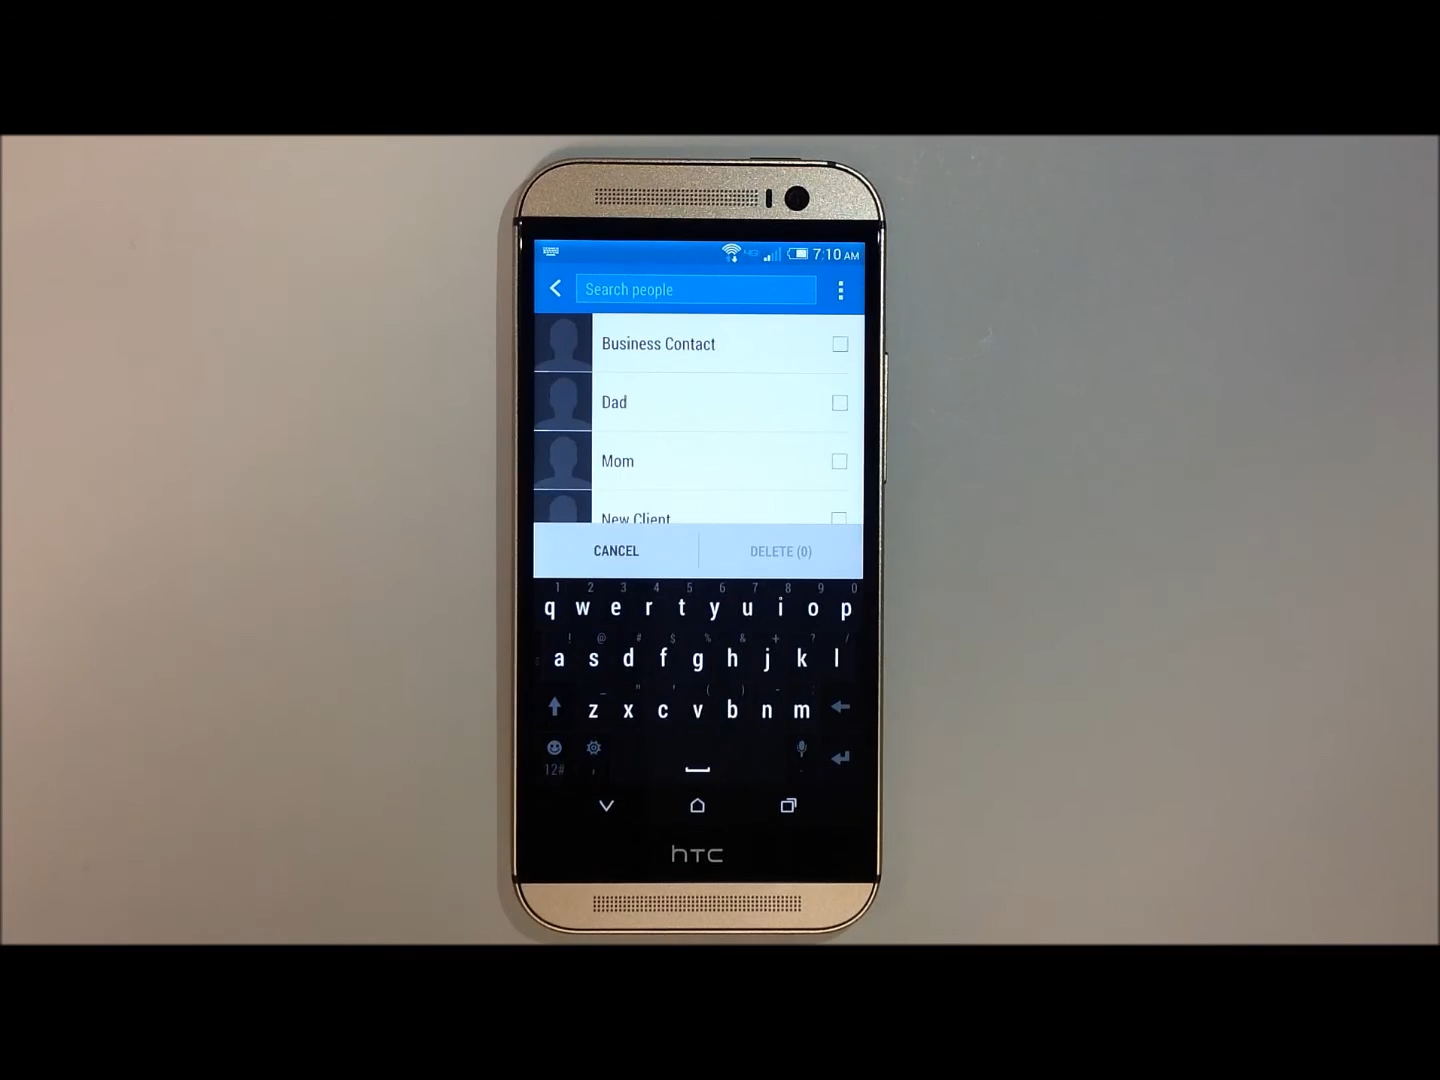 4G 7:10 AM
Search people
Business Contact
Dad
Mom
New Client
CANCEL DELETE (0)
1 2 3 4 5 6 7 8 9 0
q w e r t y u i o p
! @ # $ % & + ? /
a s d f g h j k l
_ " ' ( ) - :
z x c v b n m
12# , .
hTC